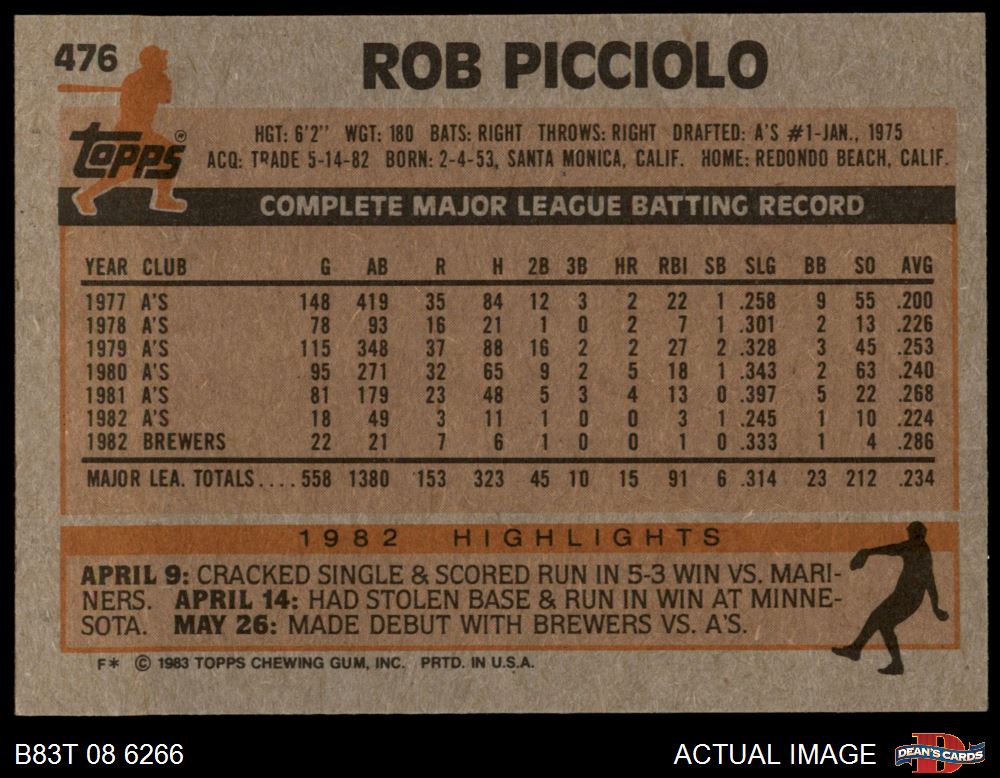 476
ROB PICCIOLO
topps®
HGT: 6'2" WGT: 180 BATS: RIGHT THROWS: RIGHT DRAFTED: A'S #1-JAN., 1975
ACQ: TRADE 5-14-82 BORN: 2-4-53, SANTA MONICA, CALIF. HOME: REDONDO BEACH, CALIF.
COMPLETE MAJOR LEAGUE BATTING RECORD
YEAR CLUB G AB R H 2B 3B HR RBI SB SLG BB SO AVG
1977 A'S 148 419 35 84 12 3 2 22 1 .258 9 55 .200
1978 A'S 78 93 16 21 1 0 2 7 1 .301 2 13 .226
1979 A'S 115 348 37 88 16 2 2 27 2 .328 3 45 .253
1980 A'S 95 271 32 65 9 2 5 18 1 .343 2 63 .240
1981 A'S 81 179 23 48 5 3 4 13 0 .397 5 22 .268
1982 A'S 18 49 3 11 1 0 0 3 1 .245 1 10 .224
1982 BREWERS 22 21 7 6 1 0 0 1 0 .333 1 4 .286
MAJOR LEA. TOTALS.... 558 1380 153 323 45 10 15 91 6 .314 23 212 .234
1982 HIGHLIGHTS
APRIL 9: CRACKED SINGLE & SCORED RUN IN 5-3 WIN VS. MARI-
NERS. APRIL 14: HAD STOLEN BASE & RUN IN WIN AT MINNE-
SOTA. MAY 26: MADE DEBUT WITH BREWERS VS. A'S.
F* © 1983 TOPPS CHEWING GUM, INC. PRTD. IN U.S.A.
B83T 08 6266
ACTUAL IMAGE
DEAN'S CARDS